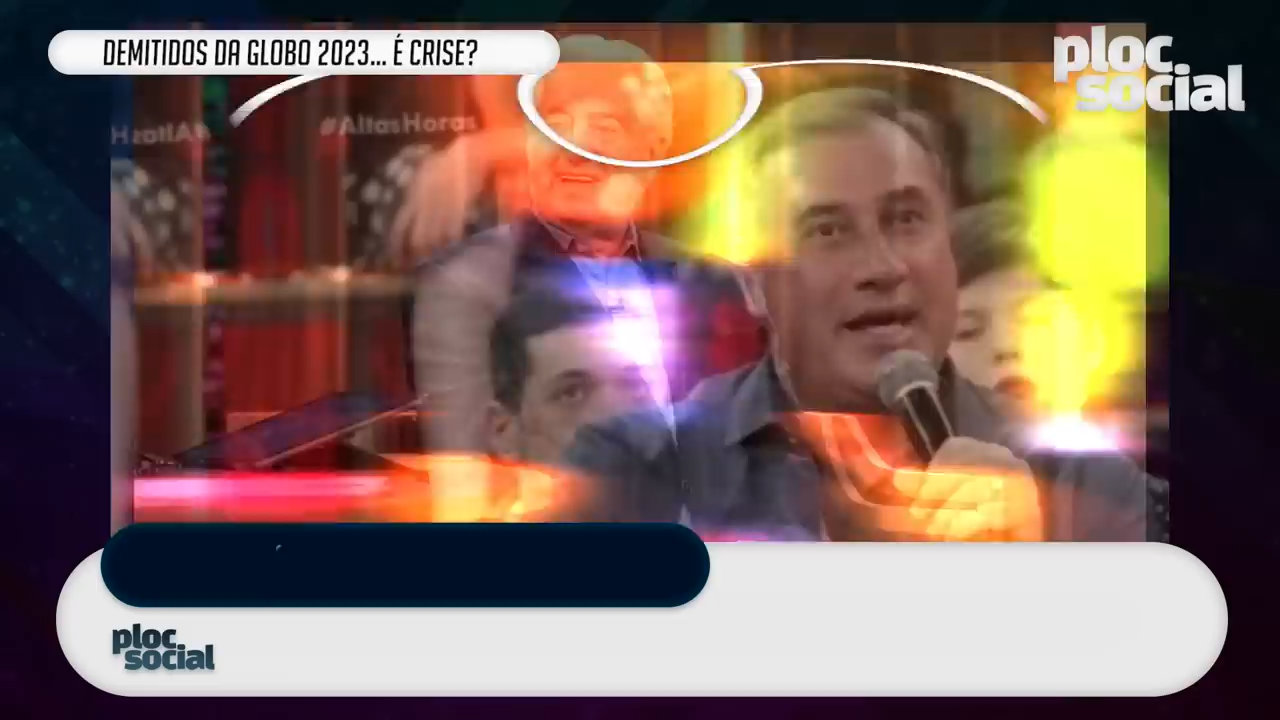 DEMITIDOS DA GLOBO 2023... É CRISE?
ploc
social
#AltasHoras
ploc
social